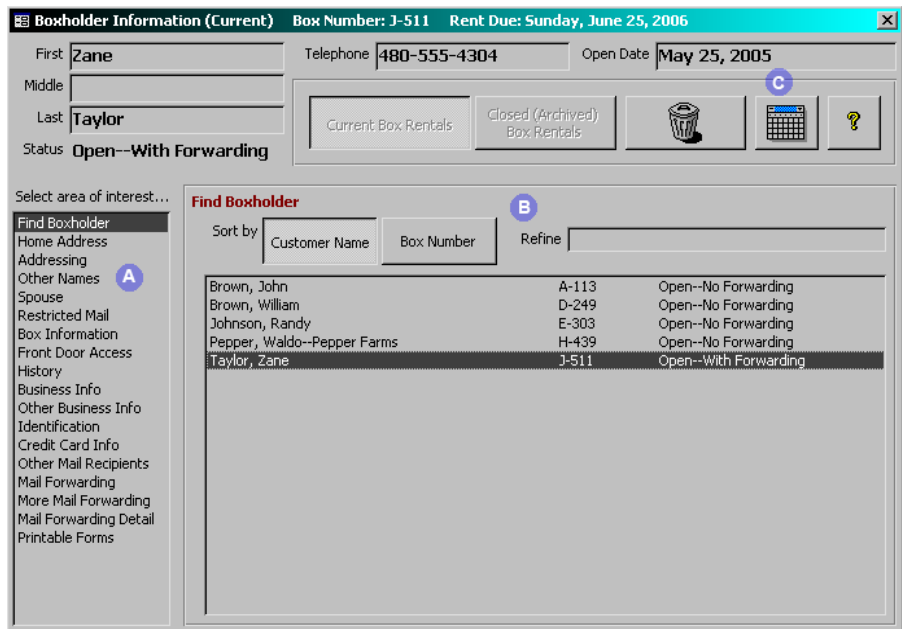 Boxholder Information (Current) Box Number: J-511 Rent Due: Sunday, June 25, 2006
First Zane
Telephone 480-555-4304
Open Date May 25, 2005
Middle
Last Taylor
Status Open--With Forwarding
C
Current Box Rentals
Closed (Archived)
Box Rentals
?
Select area of interest...
Find Boxholder
Home Address
Addressing
Other Names
A
Spouse
Restricted Mail
Box Information
Front Door Access
History
Business Info
Other Business Info
Identification
Credit Card Info
Other Mail Recipients
Mail Forwarding
More Mail Forwarding
Mail Forwarding Detail
Printable Forms
Find Boxholder
B
Sort by Customer Name Box Number Refine
Brown, John A-113 Open--No Forwarding
Brown, William D-249 Open--No Forwarding
Johnson, Randy E-303 Open--No Forwarding
Pepper, Waldo--Pepper Farms H-439 Open--No Forwarding
Taylor, Zane J-511 Open--With Forwarding